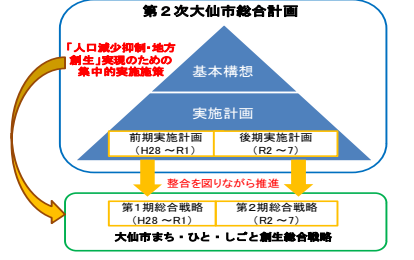 第２次大仙市総合計画
「人口減少抑制・地方
創生」実現のための
集中的実施施策
基本構想
実施計画
前期実施計画
（H28 ～R1）
後期実施計画
（R2 ～7）
整合を図りながら推進
第１期総合戦略
（H28 ～R1）
第２期総合戦略
（R2 ～7）
大仙市まち・ひと・しごと創生総合戦略